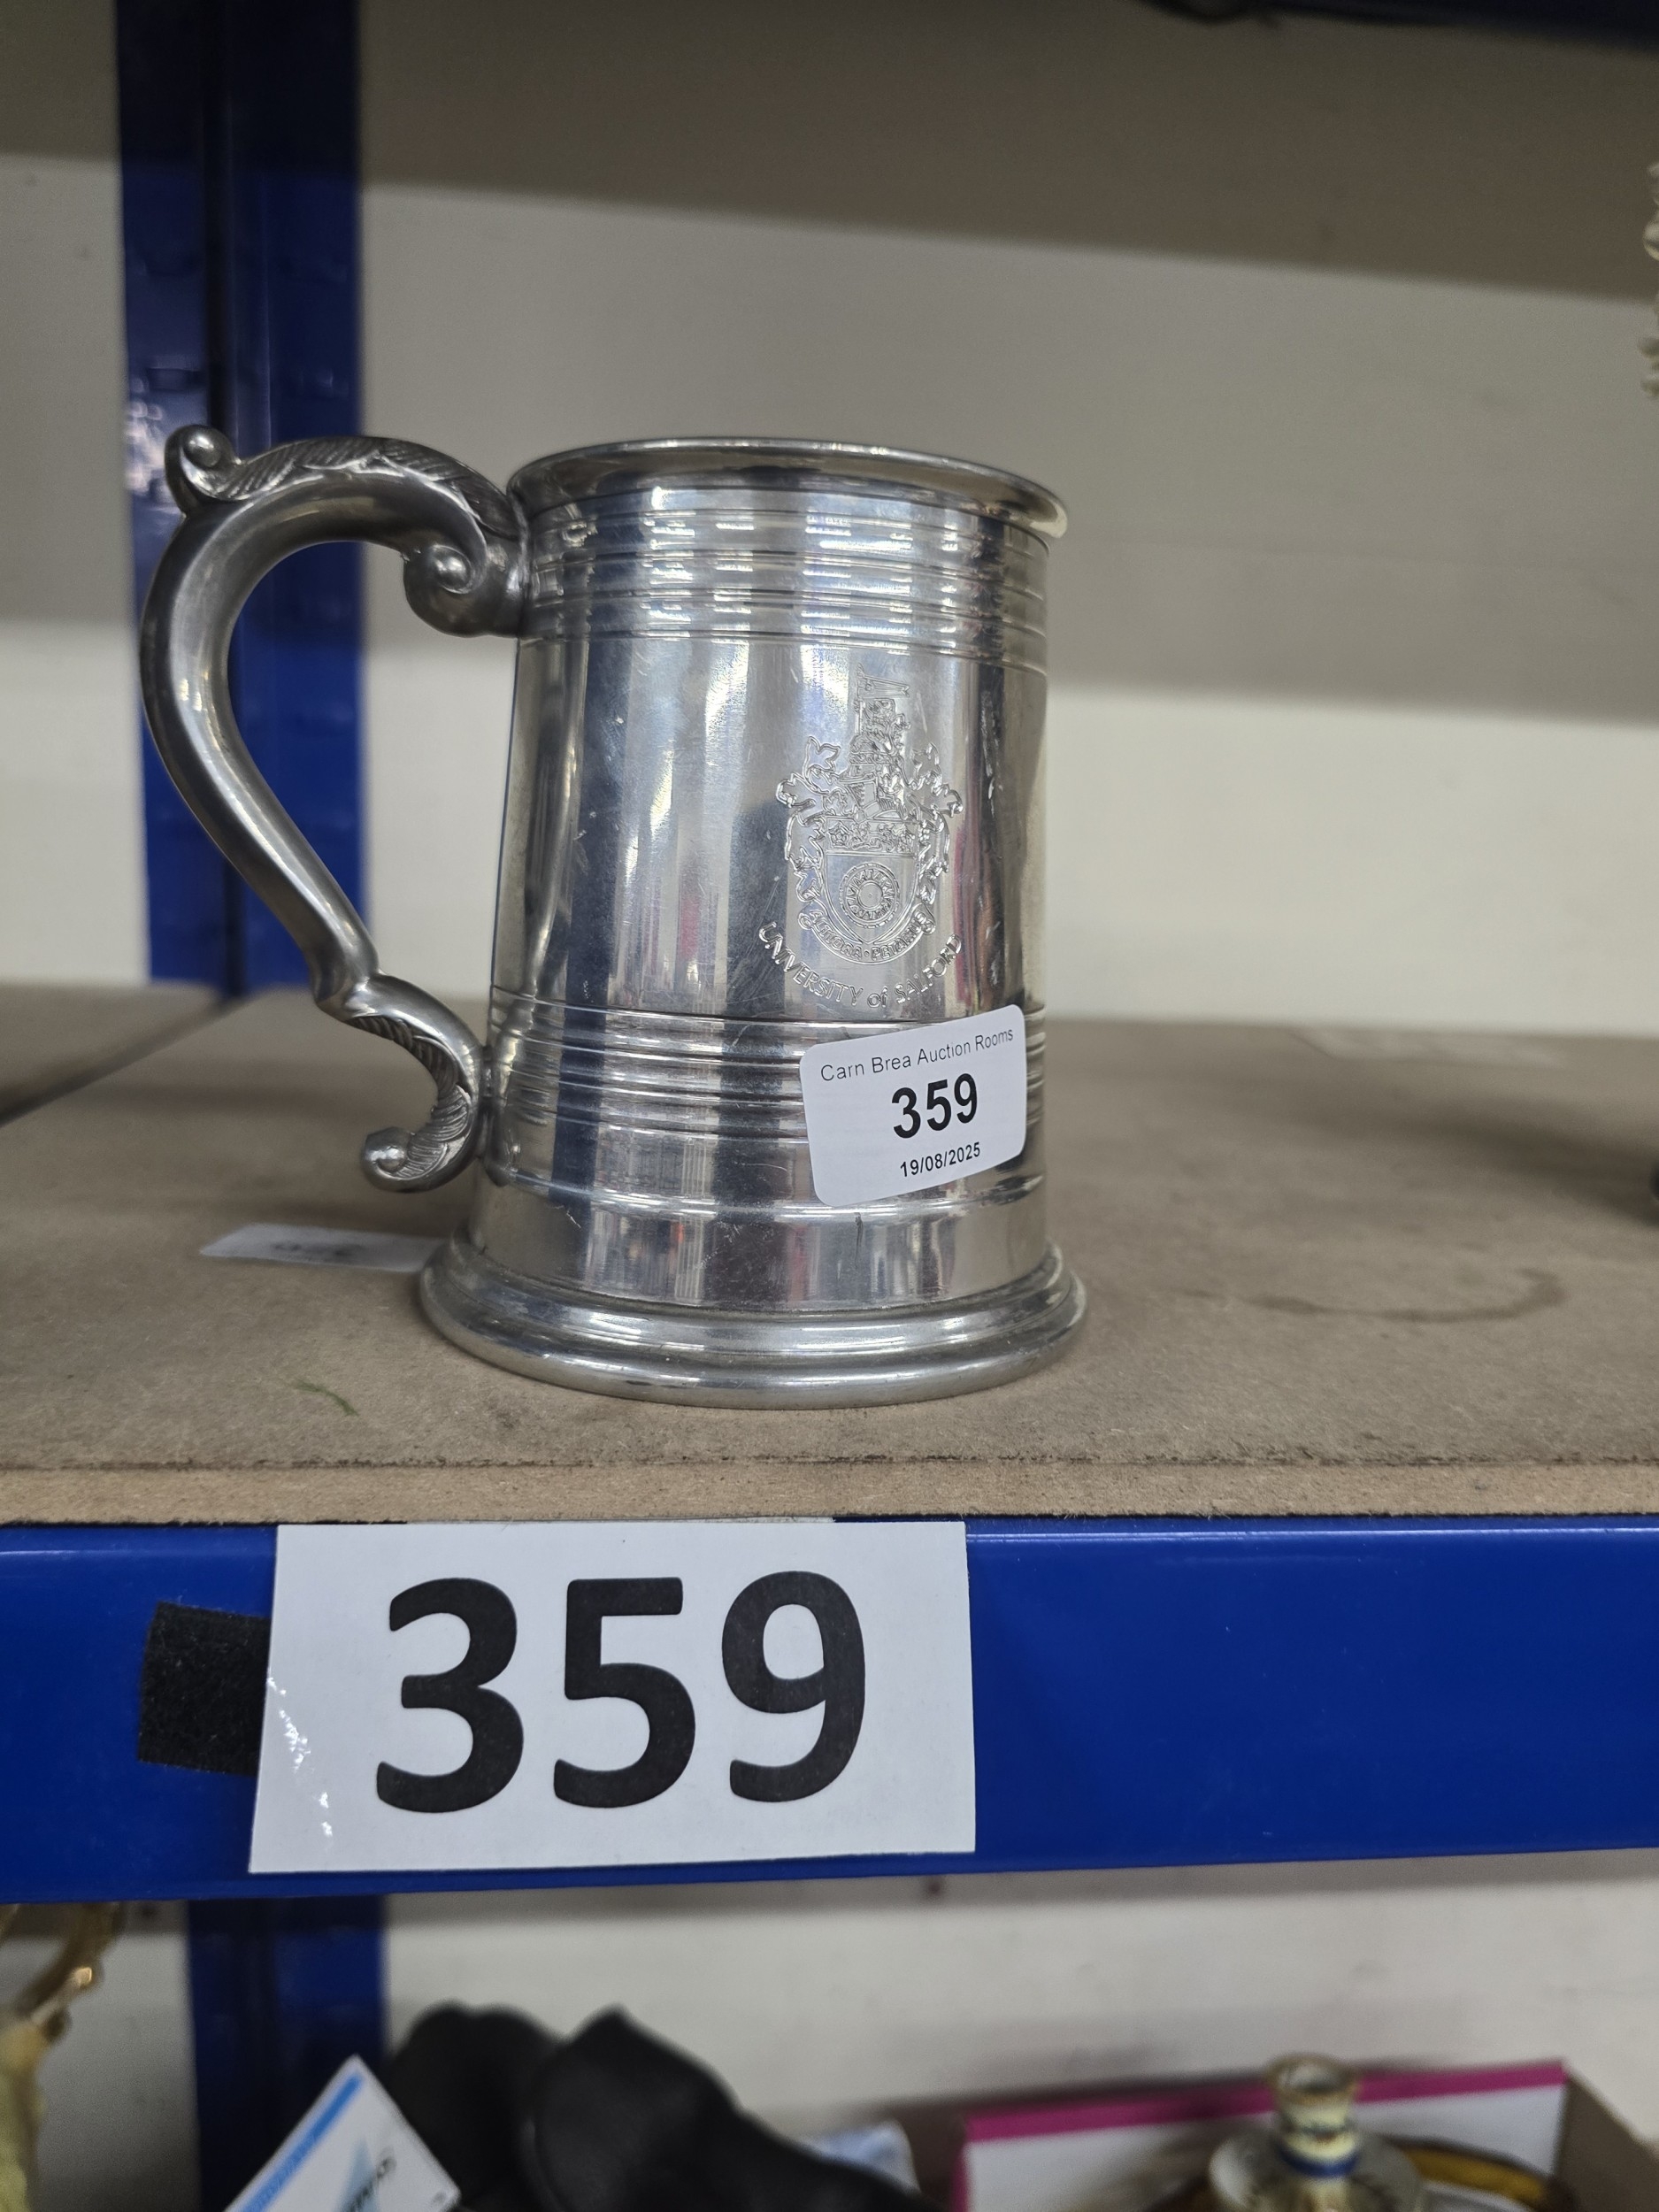 UNIVERSITY of SALFORD
Carn Brea Auction Rooms
359
19/08/2025
359